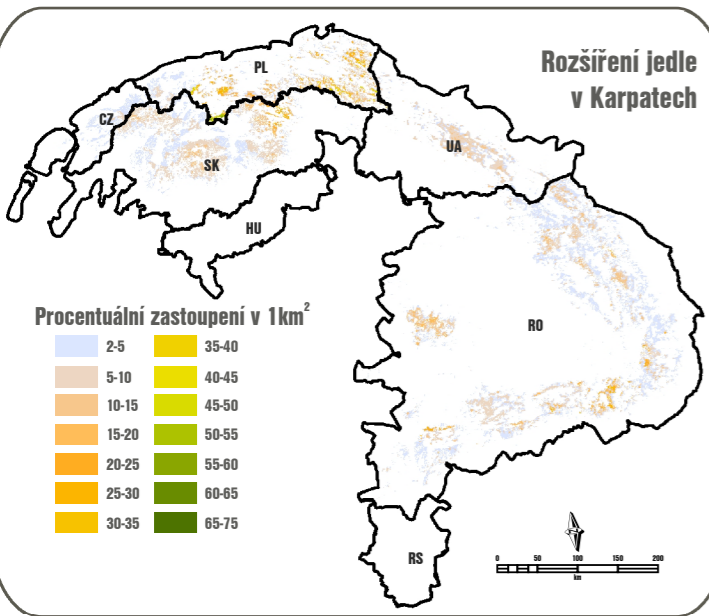 Rozšíření jedle
v Karpatech
PL
CZ
SK
UA
HU
RO
RS
Procentuální zastoupení v 1km²
2-5
5-10
10-15
15-20
20-25
25-30
30-35
35-40
40-45
45-50
50-55
55-60
60-65
65-75
0 50 100 150 200
km